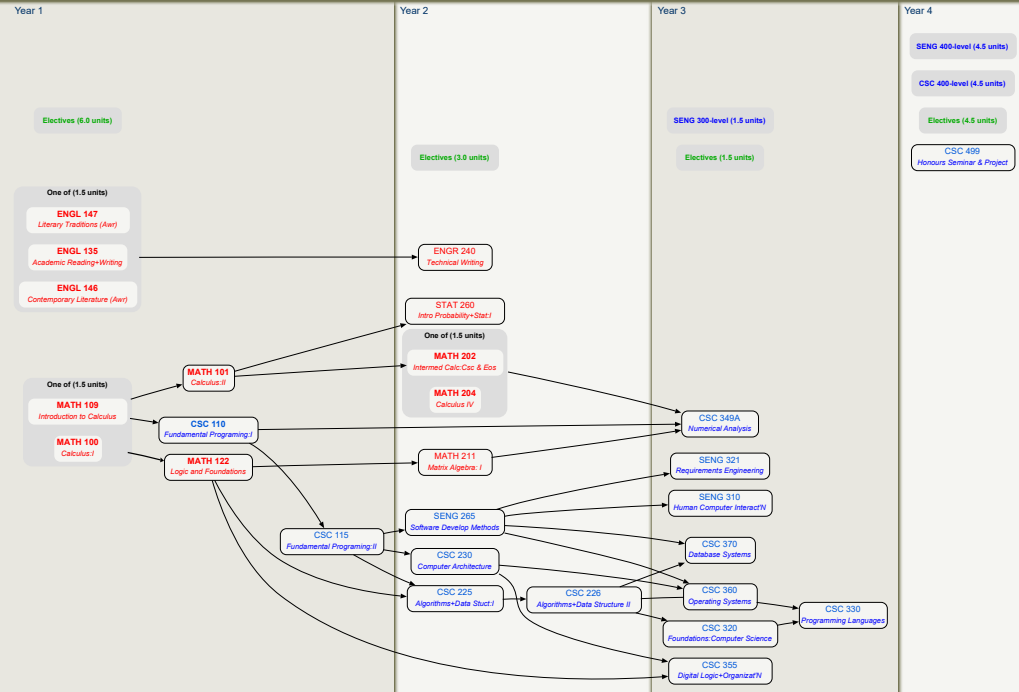 Year 1
Year 2
Year 3
Year 4
SENG 400-level (4.5 units)
CSC 400-level (4.5 units)
Electives (6.0 units)
SENG 300-level (1.5 units)
Electives (4.5 units)
Electives (3.0 units)
Electives (1.5 units)
CSC 499
Honours Seminar & Project
One of (1.5 units)
ENGL 147
Literary Traditions (Awr)
ENGL 135
Academic Reading+Writing
ENGL 146
Contemporary Literature (Awr)
ENGR 240
Technical Writing
STAT 260
Intro Probability+Stat:I
One of (1.5 units)
MATH 202
Intermed Calc:Csc & Eos
MATH 204
Calculus IV
MATH 101
Calculus:II
One of (1.5 units)
MATH 109
Introduction to Calculus
MATH 100
Calculus:I
CSC 110
Fundamental Programing:I
MATH 122
Logic and Foundations
CSC 349A
Numerical Analysis
MATH 211
Matrix Algebra: I
SENG 321
Requirements Engineering
SENG 310
Human Computer Interact'N
SENG 265
Software Develop Methods
CSC 115
Fundamental Programing:II
CSC 370
Database Systems
CSC 230
Computer Architecture
CSC 225
Algorithms+Data Stuct:I
CSC 226
Algorithms+Data Structure II
CSC 360
Operating Systems
CSC 330
Programming Languages
CSC 320
Foundations:Computer Science
CSC 355
Digital Logic+Organizat'N